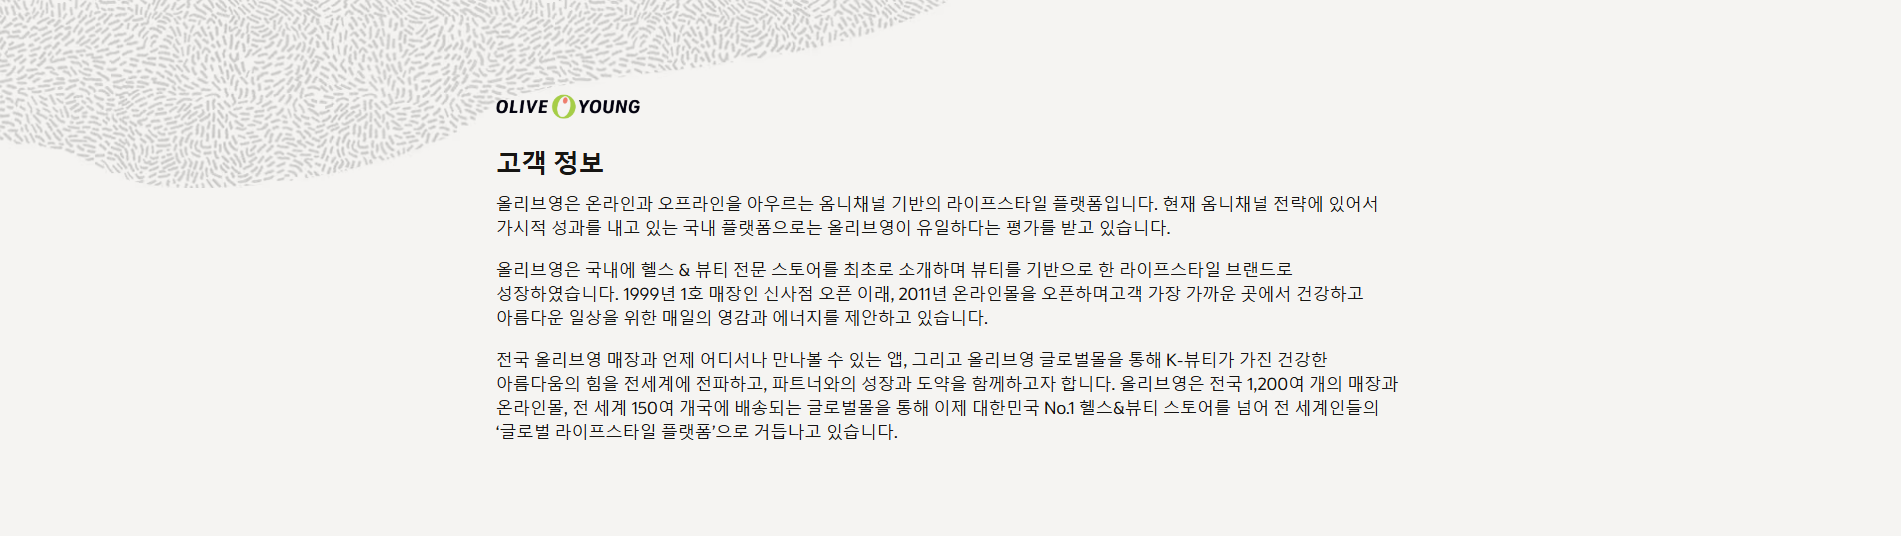 OLIVE YOUNG
고객 정보
올리브영은 온라인과 오프라인을 아우르는 옴니채널 기반의 라이프스타일 플랫폼입니다. 현재 옴니채널 전략에 있어서
가시적 성과를 내고 있는 국내 플랫폼으로는 올리브영이 유일하다는 평가를 받고 있습니다.
올리브영은 국내에 헬스 & 뷰티 전문 스토어를 최초로 소개하며 뷰티를 기반으로 한 라이프스타일 브랜드로
성장하였습니다. 1999년 1호 매장인 신사점 오픈 이래, 2011년 온라인몰을 오픈하며고객 가장 가까운 곳에서 건강하고
아름다운 일상을 위한 매일의 영감과 에너지를 제안하고 있습니다.
전국 올리브영 매장과 언제 어디서나 만나볼 수 있는 앱, 그리고 올리브영 글로벌몰을 통해 K-뷰티가 가진 건강한
아름다움의 힘을 전세계에 전파하고, 파트너와의 성장과 도약을 함께하고자 합니다. 올리브영은 전국 1,200여 개의 매장과
온라인몰, 전 세계 150여 개국에 배송되는 글로벌몰을 통해 이제 대한민국 No.1 헬스&뷰티 스토어를 넘어 전 세계인들의
‘글로벌 라이프스타일 플랫폼’으로 거듭나고 있습니다.